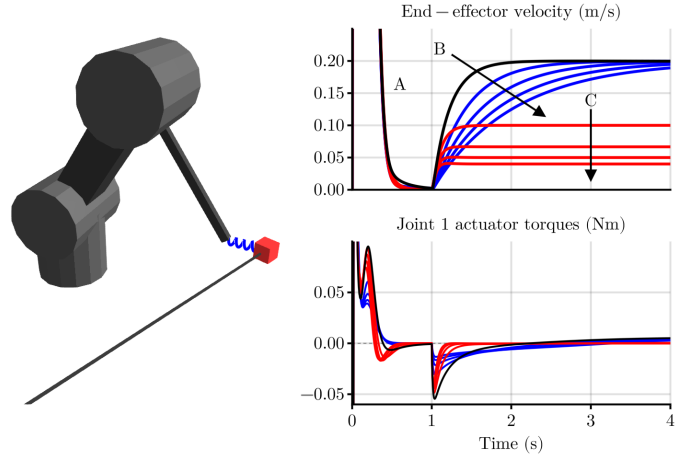 End − effector velocity (m/s)
0.20
0.15
0.10
0.05
0.00
A
B
C
Joint 1 actuator torques (Nm)
0.05
0.00
−0.05
0
1
2
3
4
Time (s)